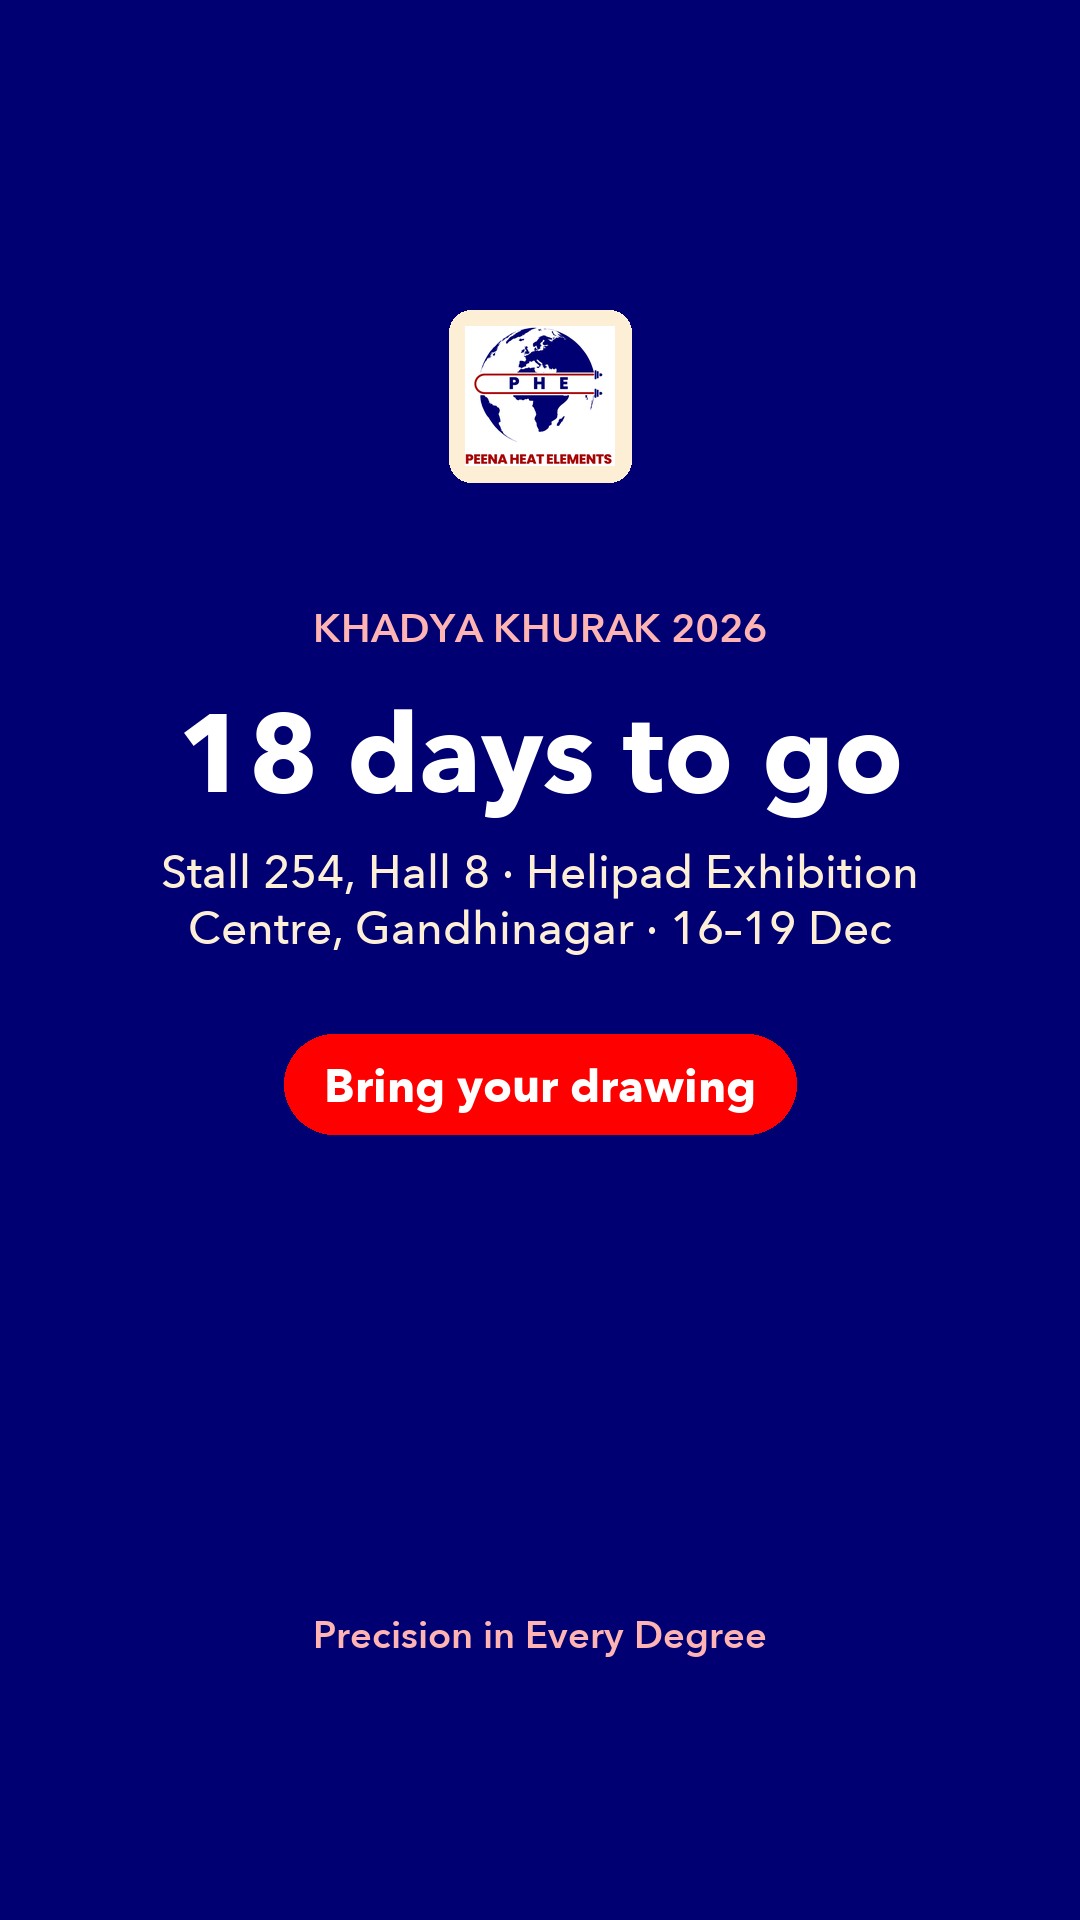 P H E
PEENA HEAT ELEMENTS
KHADYA KHURAK 2026
18 days to go
Stall 254, Hall 8 · Helipad Exhibition
Centre, Gandhinagar · 16–19 Dec
Bring your drawing
Precision in Every Degree